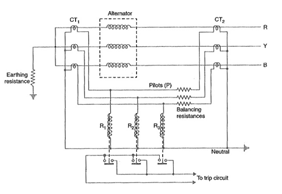 Alternator
CT1
CT2
R
Y
B
Earthing
resistance
Pilots (P)
Balancing
resistances
R1
R2
R3
Neutral
To trip circuit